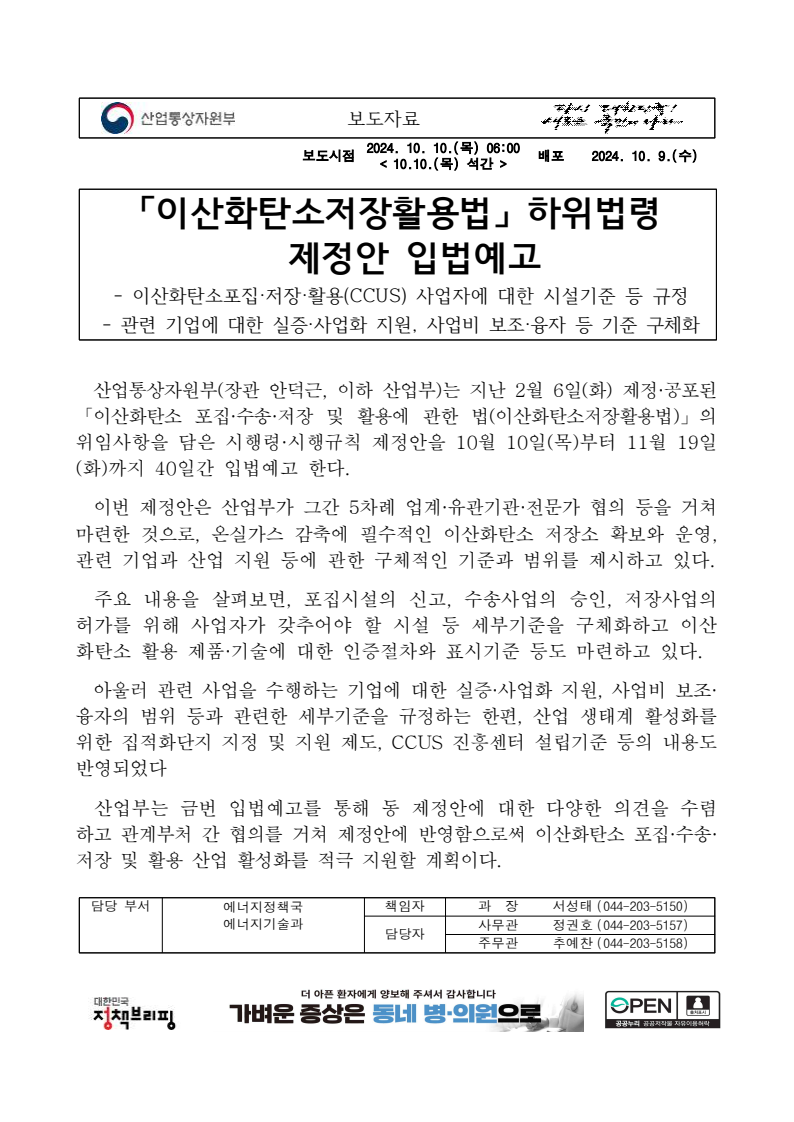 산업통상자원부
보도자료
다시 대한민국!
새로운 국민의 나라
보도시점 2024. 10. 10.(목) 06:00 배포 2024. 10. 9.(수)
< 10.10.(목) 석간 >
「이산화탄소저장활용법」 하위법령
제정안 입법예고
- 이산화탄소포집·저장·활용(CCUS) 사업자에 대한 시설기준 등 규정
- 관련 기업에 대한 실증·사업화 지원, 사업비 보조·융자 등 기준 구체화
산업통상자원부(장관 안덕근, 이하 산업부)는 지난 2월 6일(화) 제정·공포된
「이산화탄소 포집·수송·저장 및 활용에 관한 법(이산화탄소저장활용법)」의
위임사항을 담은 시행령·시행규칙 제정안을 10월 10일(목)부터 11월 19일
(화)까지 40일간 입법예고 한다.
이번 제정안은 산업부가 그간 5차례 업계·유관기관·전문가 협의 등을 거쳐
마련한 것으로, 온실가스 감축에 필수적인 이산화탄소 저장소 확보와 운영,
관련 기업과 산업 지원 등에 관한 구체적인 기준과 범위를 제시하고 있다.
주요 내용을 살펴보면, 포집시설의 신고, 수송사업의 승인, 저장사업의
허가를 위해 사업자가 갖추어야 할 시설 등 세부기준을 구체화하고 이산
화탄소 활용 제품·기술에 대한 인증절차와 표시기준 등도 마련하고 있다.
아울러 관련 사업을 수행하는 기업에 대한 실증·사업화 지원, 사업비 보조·
융자의 범위 등과 관련한 세부기준을 규정하는 한편, 산업 생태계 활성화를
위한 집적화단지 지정 및 지원 제도, CCUS 진흥센터 설립기준 등의 내용도
반영되었다
산업부는 금번 입법예고를 통해 동 제정안에 대한 다양한 의견을 수렴
하고 관계부처 간 협의를 거쳐 제정안에 반영함으로써 이산화탄소 포집·수송·
저장 및 활용 산업 활성화를 적극 지원할 계획이다.
담당 부서 에너지정책국 책임자 과 장 서성태 (044-203-5150)
에너지기술과 담당자 사무관 정권호 (044-203-5157)
주무관 추예찬 (044-203-5158)
대한민국
정책브리핑
더 아픈 환자에게 양보해 주셔서 감사합니다
가벼운 증상은 동네 병·의원으로
OPEN
출처표시
공공누리 공공저작물 자유이용허락